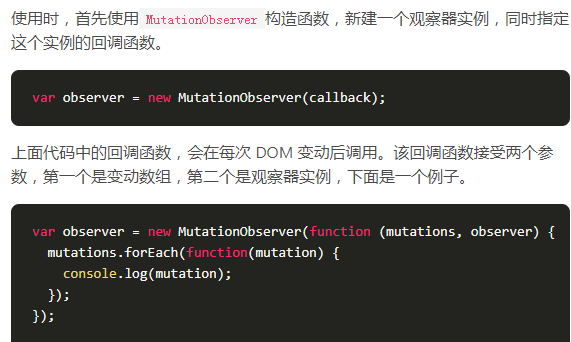 使用时，首先使用 MutationObserver 构造函数，新建一个观察器实例，同时指定
这个实例的回调函数。
var observer = new MutationObserver(callback);
上面代码中的回调函数，会在每次 DOM 变动后调用。该回调函数接受两个参
数，第一个是变动数组，第二个是观察器实例，下面是一个例子。
var observer = new MutationObserver(function (mutations, observer) {
  mutations.forEach(function(mutation) {
    console.log(mutation);
  });
});